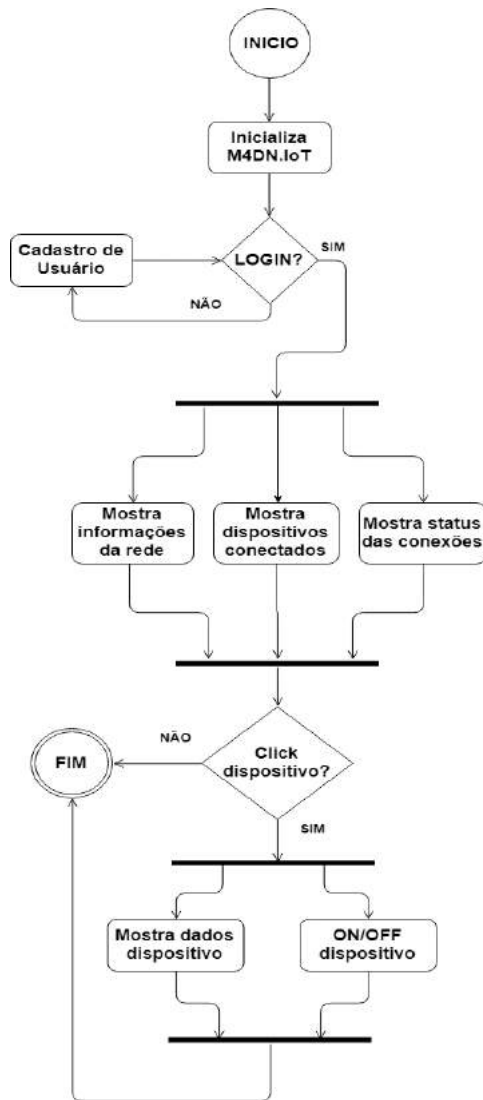 INICIO
Inicializa
M4DN.IoT
LOGIN?
SIM
Cadastro de
Usuário
NÃO
Mostra
informações
da rede
Mostra
dispositivos
conectados
Mostra status
das conexões
Click
dispositivo?
NÃO
FIM
SIM
Mostra dados
dispositivo
ON/OFF
dispositivo